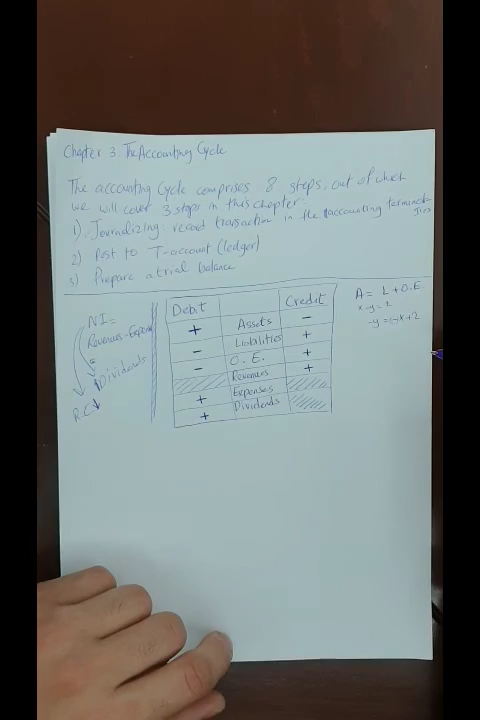 Chapter 3. The Accounting Cycle
The accounting cycle comprises 8 steps, out of which
we will cover 3 steps in this chapter.
1) Journalizing record transaction in the accounting
2) Post to T-account (ledger)
3) Prepare a trial balance
Debit Credit
+ Assets -
- Liabilities +
- O.E. +
Revenues +
+ Expenses
+ Dividends
NI =
Revenues - Expenses
Dividends
R.E
A = L + O.E
x - y = 2
-y = -x + 2